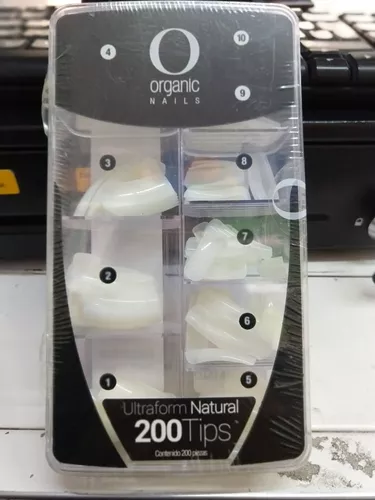 4
10
organic
NAILS
9
3
8
7
2
6
1
5
Ultraform Natural
200Tips
Contenido 200 piezas